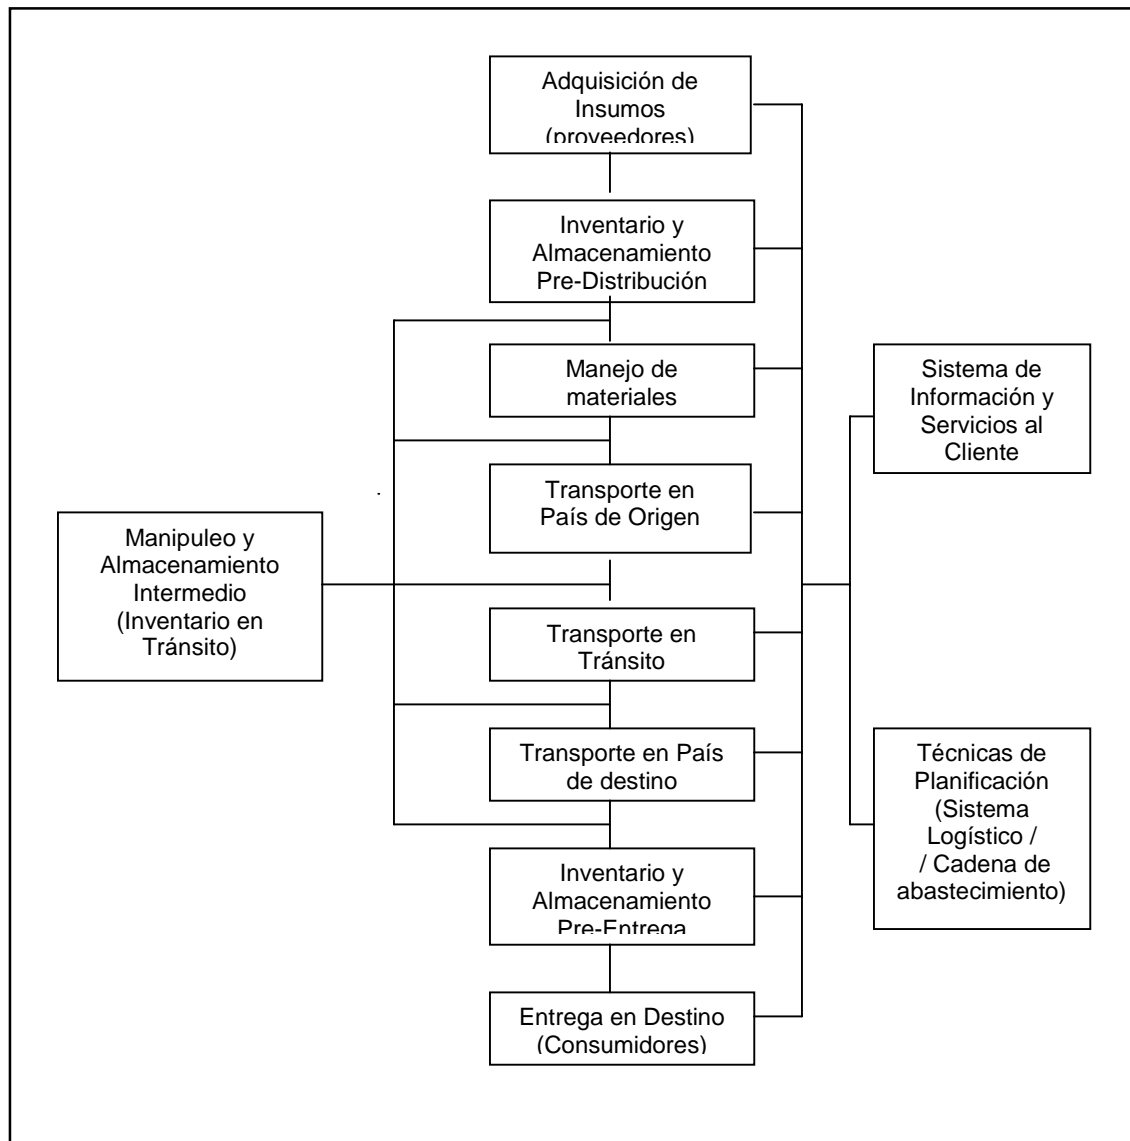 Adquisición de
Insumos
(proveedores)
Inventario y
Almacenamiento
Pre-Distribución
Manejo de
materiales
Sistema de
Información y
Servicios al
Cliente
Transporte en
País de Origen
Manipuleo y
Almacenamiento
Intermedio
(Inventario en
Tránsito)
Transporte en
Tránsito
Transporte en País
de destino
Técnicas de
Planificación
(Sistema
Logístico /
/ Cadena de
abastecimiento)
Inventario y
Almacenamiento
Pre-Entrega
Entrega en Destino
(Consumidores)